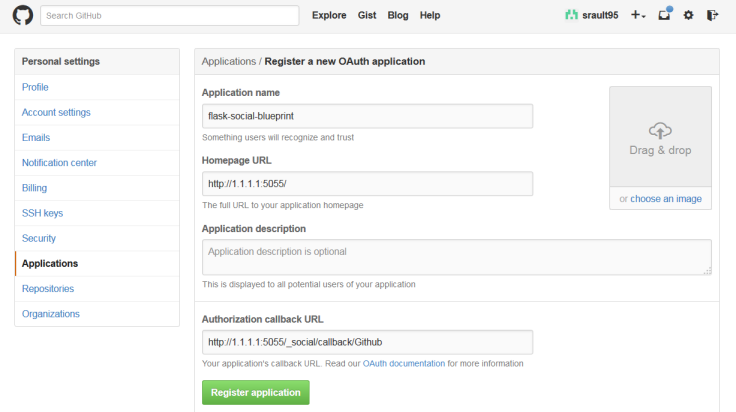 Search GitHub
Explore Gist Blog Help
srault95
Personal settings
Profile
Account settings
Emails
Notification center
Billing
SSH keys
Security
Applications
Repositories
Organizations
Applications / Register a new OAuth application
Application name
flask-social-blueprint
Something users will recognize and trust
Drag & drop
or choose an image
Homepage URL
http://1.1.1.1:5055/
The full URL to your application homepage
Application description
Application description is optional
This is displayed to all potential users of your application
Authorization callback URL
http://1.1.1.1:5055/_social/callback/Github
Your application's callback URL. Read our OAuth documentation for more information
Register application